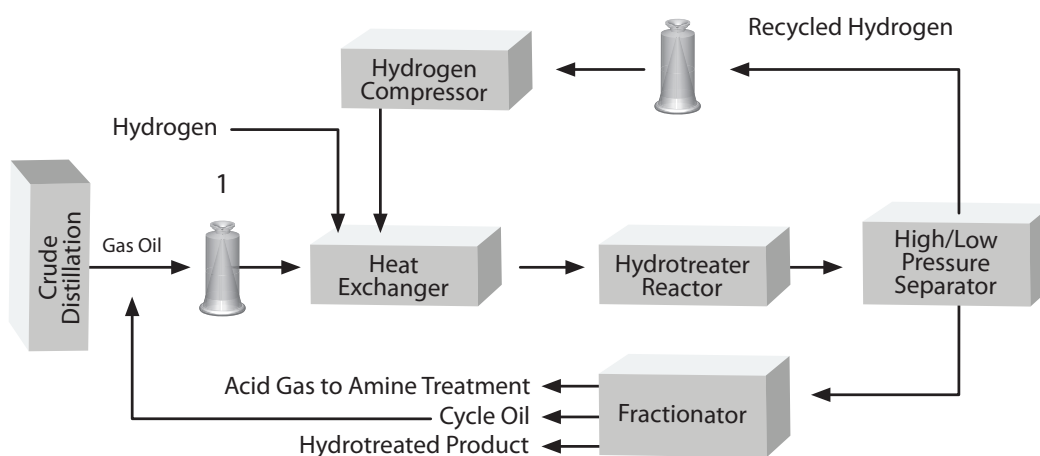 Recycled Hydrogen
Hydrogen
Compressor
Hydrogen
1
Crude
Distillation
Gas Oil
Heat
Exchanger
Hydrotreater
Reactor
High/Low
Pressure
Separator
Acid Gas to Amine Treatment
Cycle Oil
Hydrotreated Product
Fractionator